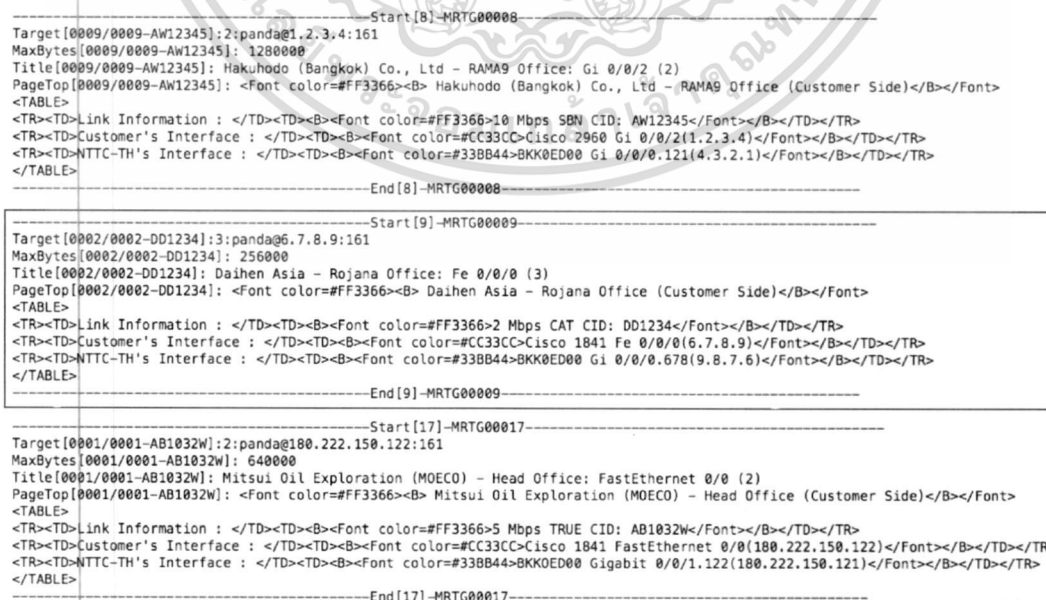 -----------------------------------------Start[8]-MRTG00008-----------------------------------------
Target[0009/0009-AW12345]:2:panda@1.2.3.4:161
MaxBytes[0009/0009-AW12345]: 1280000
Title[0009/0009-AW12345]: Hakuhodo (Bangkok) Co., Ltd - RAMA9 Office: Gi 0/0/2 (2)
PageTop[0009/0009-AW12345]: <Font color=#FF3366><B> Hakuhodo (Bangkok) Co., Ltd - RAMA9 Office (Customer Side)</B></Font>
<TABLE>
<TR><TD>Link Information : </TD><TD><B><Font color=#FF3366>10 Mbps SBN CID: AW12345</Font></B></TD></TR>
<TR><TD>Customer's Interface : </TD><TD><B><Font color=#CC33CC>Cisco 2960 Gi 0/0/2(1.2.3.4)</Font></B></TD></TR>
<TR><TD>NTTC-TH's Interface : </TD><TD><B><Font color=#33BB44>BKK0ED00 Gi 0/0/0.121(4.3.2.1)</Font></B></TD></TR>
</TABLE>
-----------------------------------------End[8]-MRTG00008-----------------------------------------
-----------------------------------------Start[9]-MRTG00009-----------------------------------------
Target[0002/0002-DD1234]:3:panda@6.7.8.9:161
MaxBytes[0002/0002-DD1234]: 256000
Title[0002/0002-DD1234]: Daihen Asia - Rojana Office: Fe 0/0/0 (3)
PageTop[0002/0002-DD1234]: <Font color=#FF3366><B> Daihen Asia - Rojana Office (Customer Side)</B></Font>
<TABLE>
<TR><TD>Link Information : </TD><TD><B><Font color=#FF3366>2 Mbps CAT CID: DD1234</Font></B></TD></TR>
<TR><TD>Customer's Interface : </TD><TD><B><Font color=#CC33CC>Cisco 1841 Fe 0/0/0(6.7.8.9)</Font></B></TD></TR>
<TR><TD>NTTC-TH's Interface : </TD><TD><B><Font color=#33BB44>BKK0ED00 Gi 0/0/0.678(9.8.7.6)</Font></B></TD></TR>
</TABLE>
-----------------------------------------End[9]-MRTG00009-----------------------------------------
-----------------------------------------Start[17]-MRTG00017-----------------------------------------
Target[0001/0001-AB1032W]:2:panda@180.222.150.122:161
MaxBytes[0001/0001-AB1032W]: 640000
Title[0001/0001-AB1032W]: Mitsui Oil Exploration (MOECO) - Head Office: FastEthernet 0/0 (2)
PageTop[0001/0001-AB1032W]: <Font color=#FF3366><B> Mitsui Oil Exploration (MOECO) - Head Office (Customer Side)</B></Font>
<TABLE>
<TR><TD>Link Information : </TD><TD><B><Font color=#FF3366>5 Mbps TRUE CID: AB1032W</Font></B></TD></TR>
<TR><TD>Customer's Interface : </TD><TD><B><Font color=#CC33CC>Cisco 1841 FastEthernet 0/0(180.222.150.122)</Font></B></TD></TR
<TR><TD>NTTC-TH's Interface : </TD><TD><B><Font color=#33BB44>BKKOED00 Gigabit 0/0/1.122(180.222.150.121)</Font></B></TD></TR>
</TABLE>
-----------------------------------------End[17]-MRTG00017-----------------------------------------